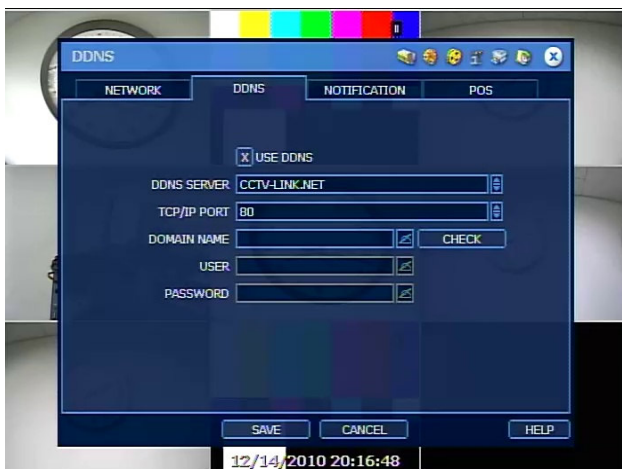 DDNS
NETWORK DDNS NOTIFICATION POS
X USE DDNS
DDNS SERVER CCTV-LINK.NET
TCP/IP PORT 80
DOMAIN NAME CHECK
USER
PASSWORD
SAVE CANCEL HELP
12/14/2010 20:16:48